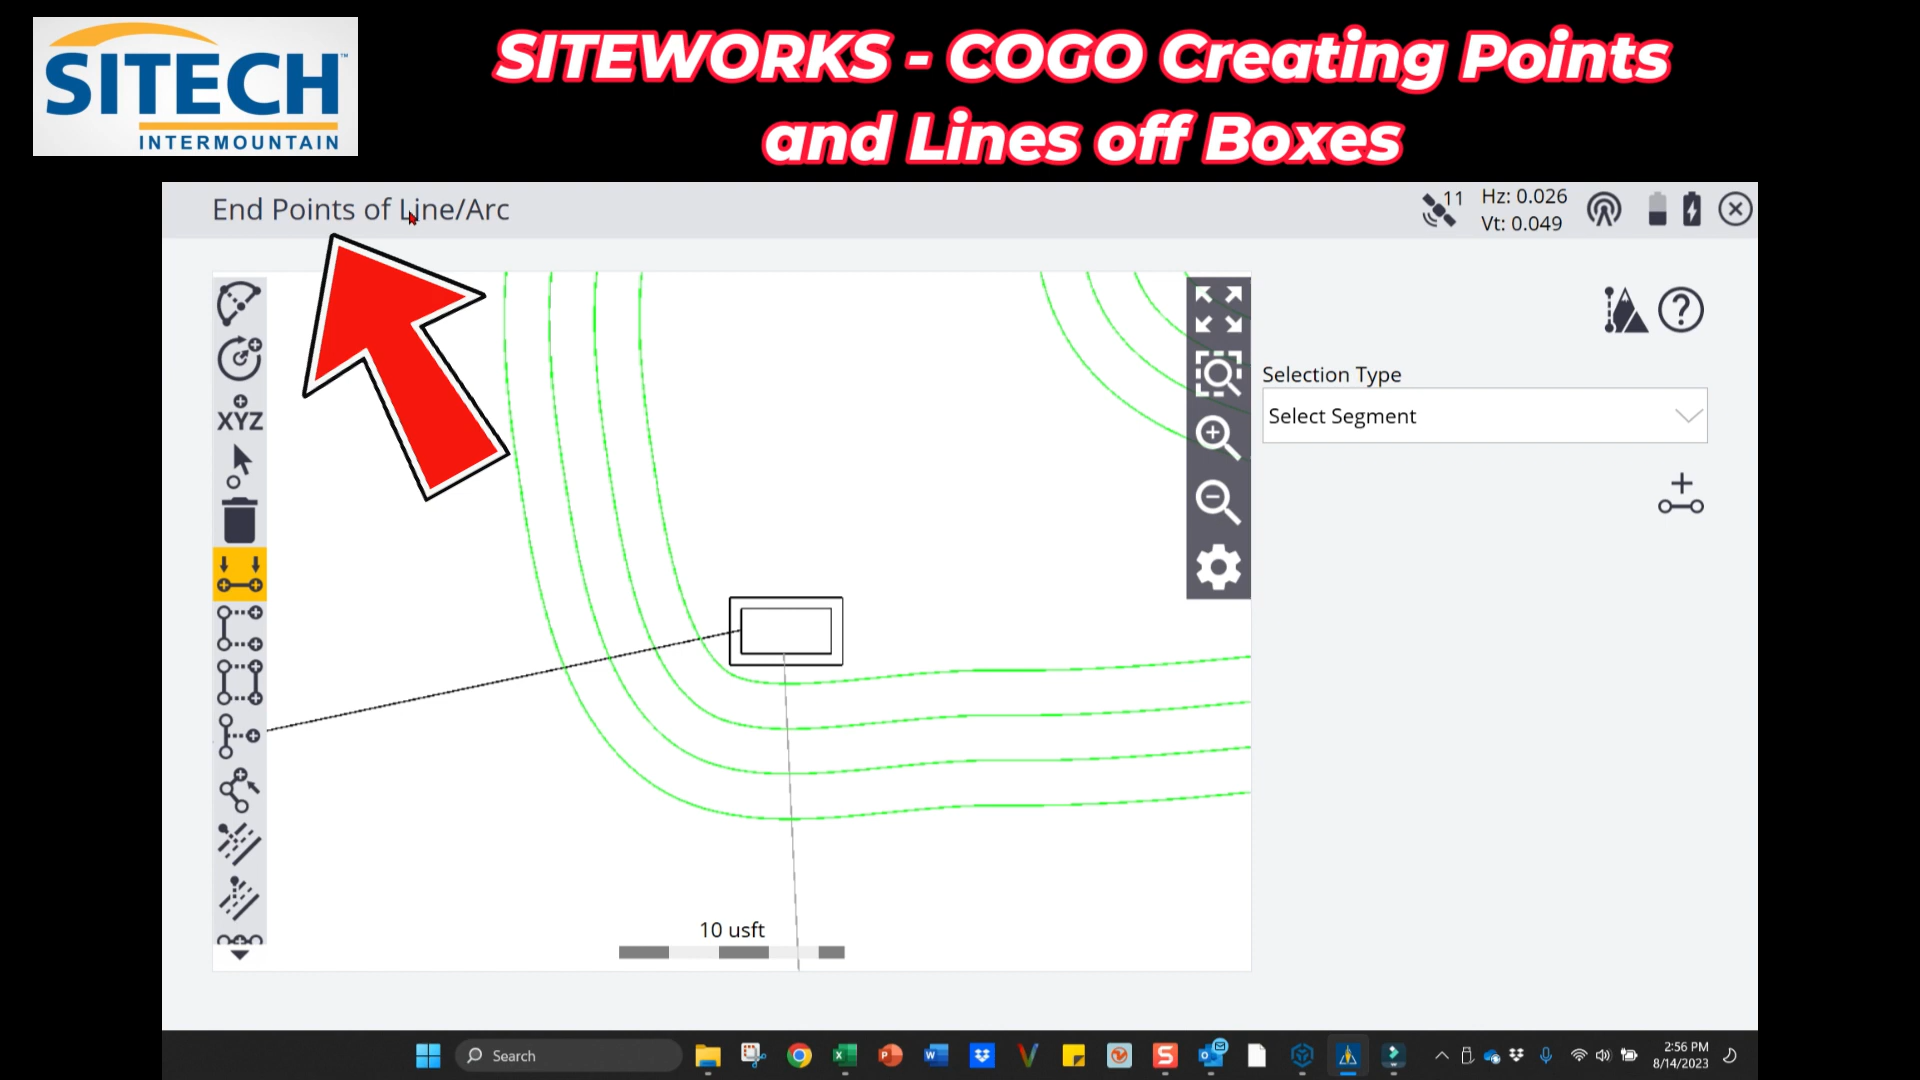 SITECH™
INTERMOUNTAIN
SITEWORKS - COGO Creating Points
and Lines off Boxes
End Points of Line/Arc
11
Hz: 0.026
Vt: 0.049
XYZ
Selection Type
Select Segment
10 usft
Search
2:56 PM
8/14/2023